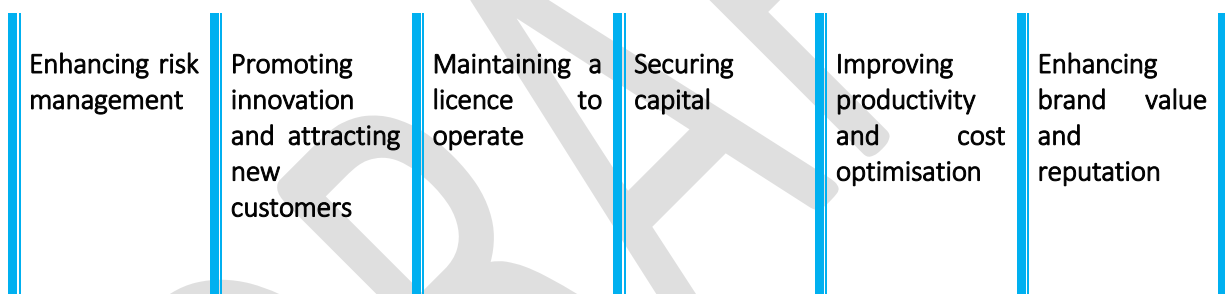 Enhancing risk
management
Promoting
innovation
and attracting
new
customers
Maintaining a
licence to
operate
Securing
capital
Improving
productivity
and cost
optimisation
Enhancing
brand value
and
reputation